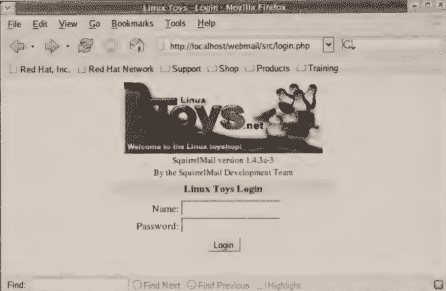 Linux Toys - Login - Mozilla Firefox
File Edit View Go Bookmarks Tools Help
http://localhost/webmail/src/login.php
Red Hat, Inc. Red Hat Network Support Shop Products Training
Linux
Toys.net
Welcome to the Linux toyshop!
SquirrelMail version 1.4.3a-3
By the SquirrelMail Development Team
Linux Toys Login
Name:
Password:
Login
Find: Find Next Find Previous Highlight